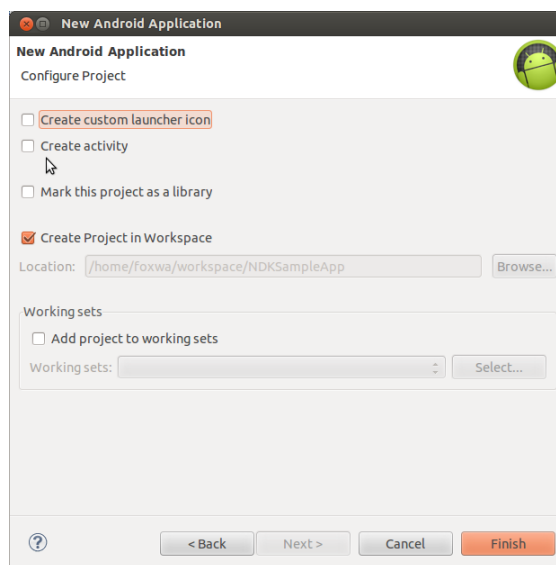 New Android Application
New Android Application
Configure Project
Create custom launcher icon
Create activity
Mark this project as a library
Create Project in Workspace
Location: /home/foxwa/workspace/NDKSampleApp Browse...
Working sets
Add project to working sets
Working sets: Select...
? < Back Next > Cancel Finish